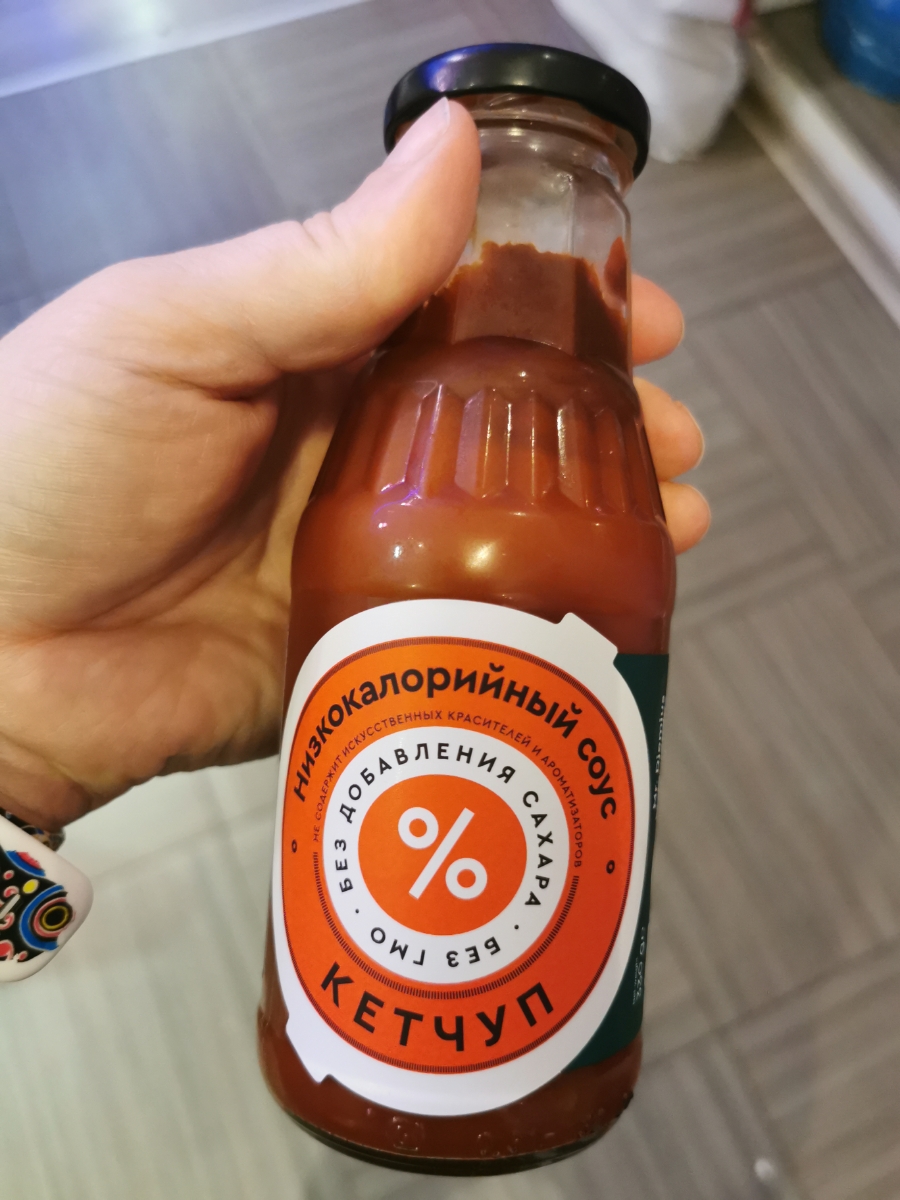 Низкокалорийный соус
НЕ СОДЕРЖИТ ИСКУССТВЕННЫХ КРАСИТЕЛЕЙ И АРОМАТИЗАТОРОВ
БЕЗ ДОБАВЛЕНИЯ САХАРА · БЕЗ ГМО ·
%
КЕТЧУП